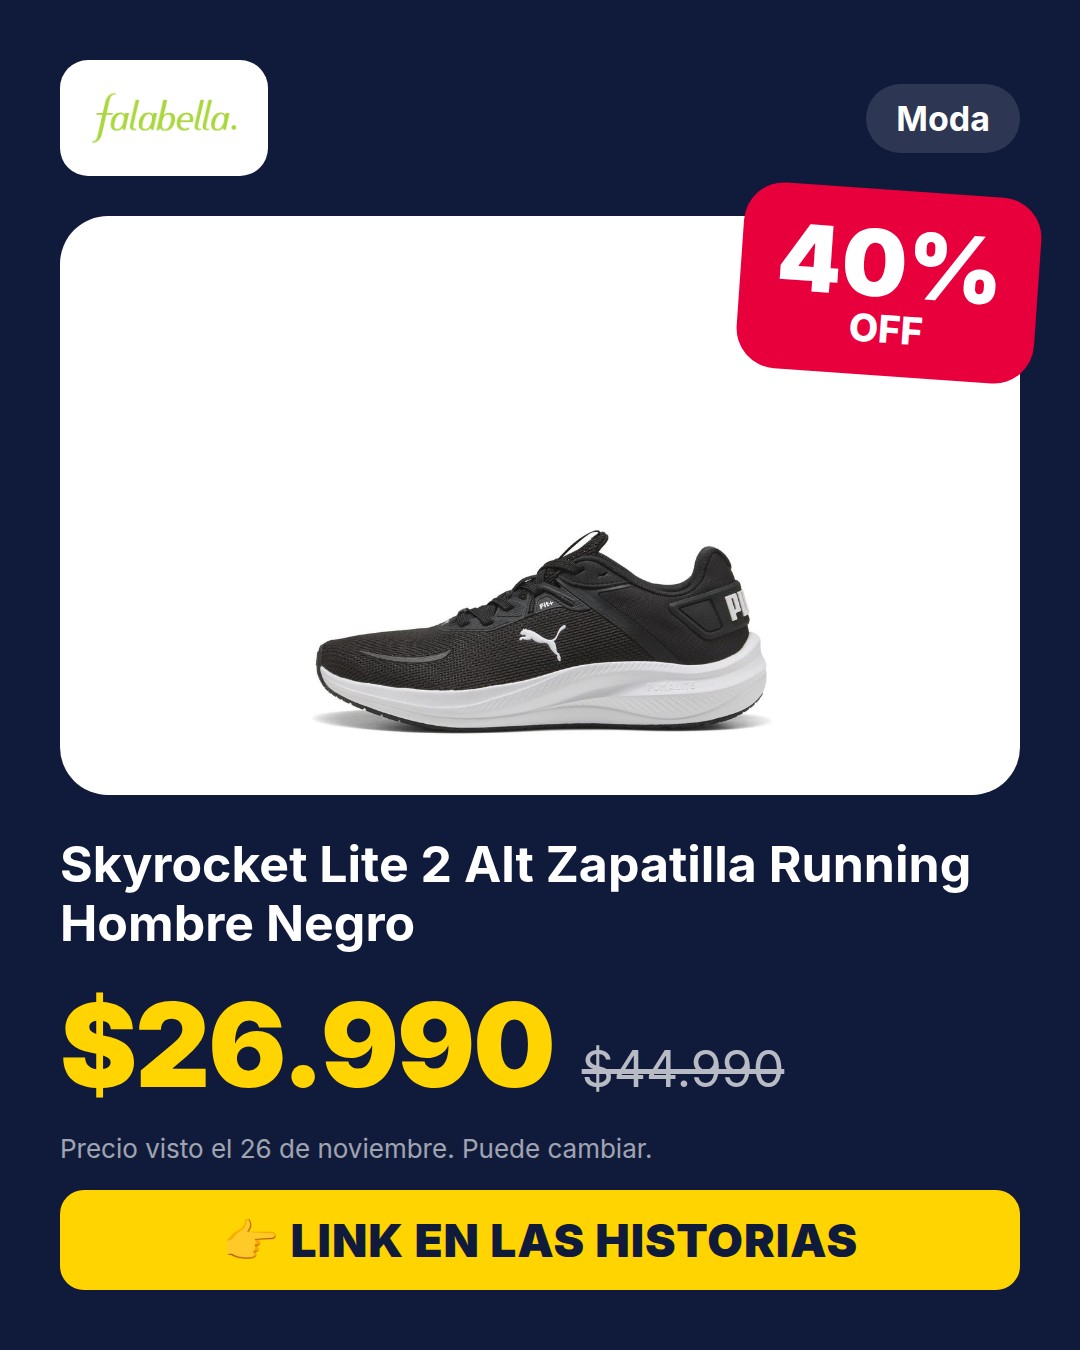 falabella.
Moda
40%
OFF
Fit+
Skyrocket Lite 2 Alt Zapatilla Running
Hombre Negro
$26.990 $44.990
Precio visto el 26 de noviembre. Puede cambiar.
👉 LINK EN LAS HISTORIAS